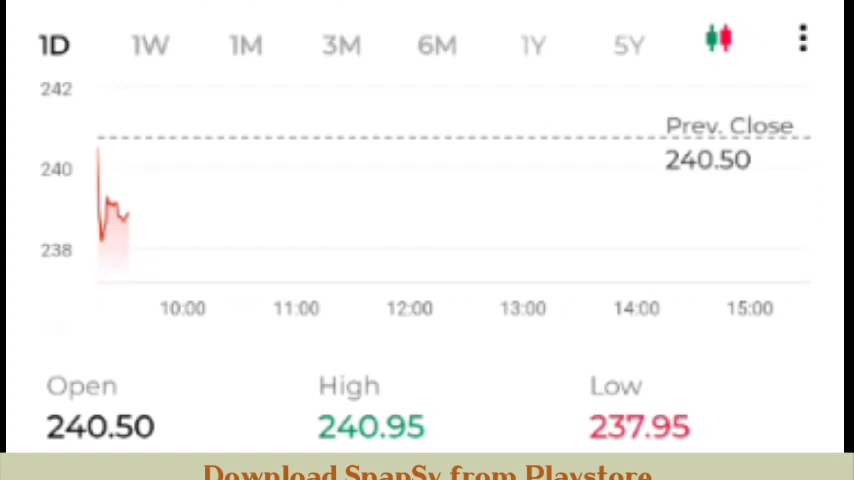 1D 1W 1M 3M 6M 1Y 5Y
242
Prev. Close
240.50
240
238
10:00 11:00 12:00 13:00 14:00 15:00
Open High Low
240.50 240.95 237.95
Download SnapSy from Playstore